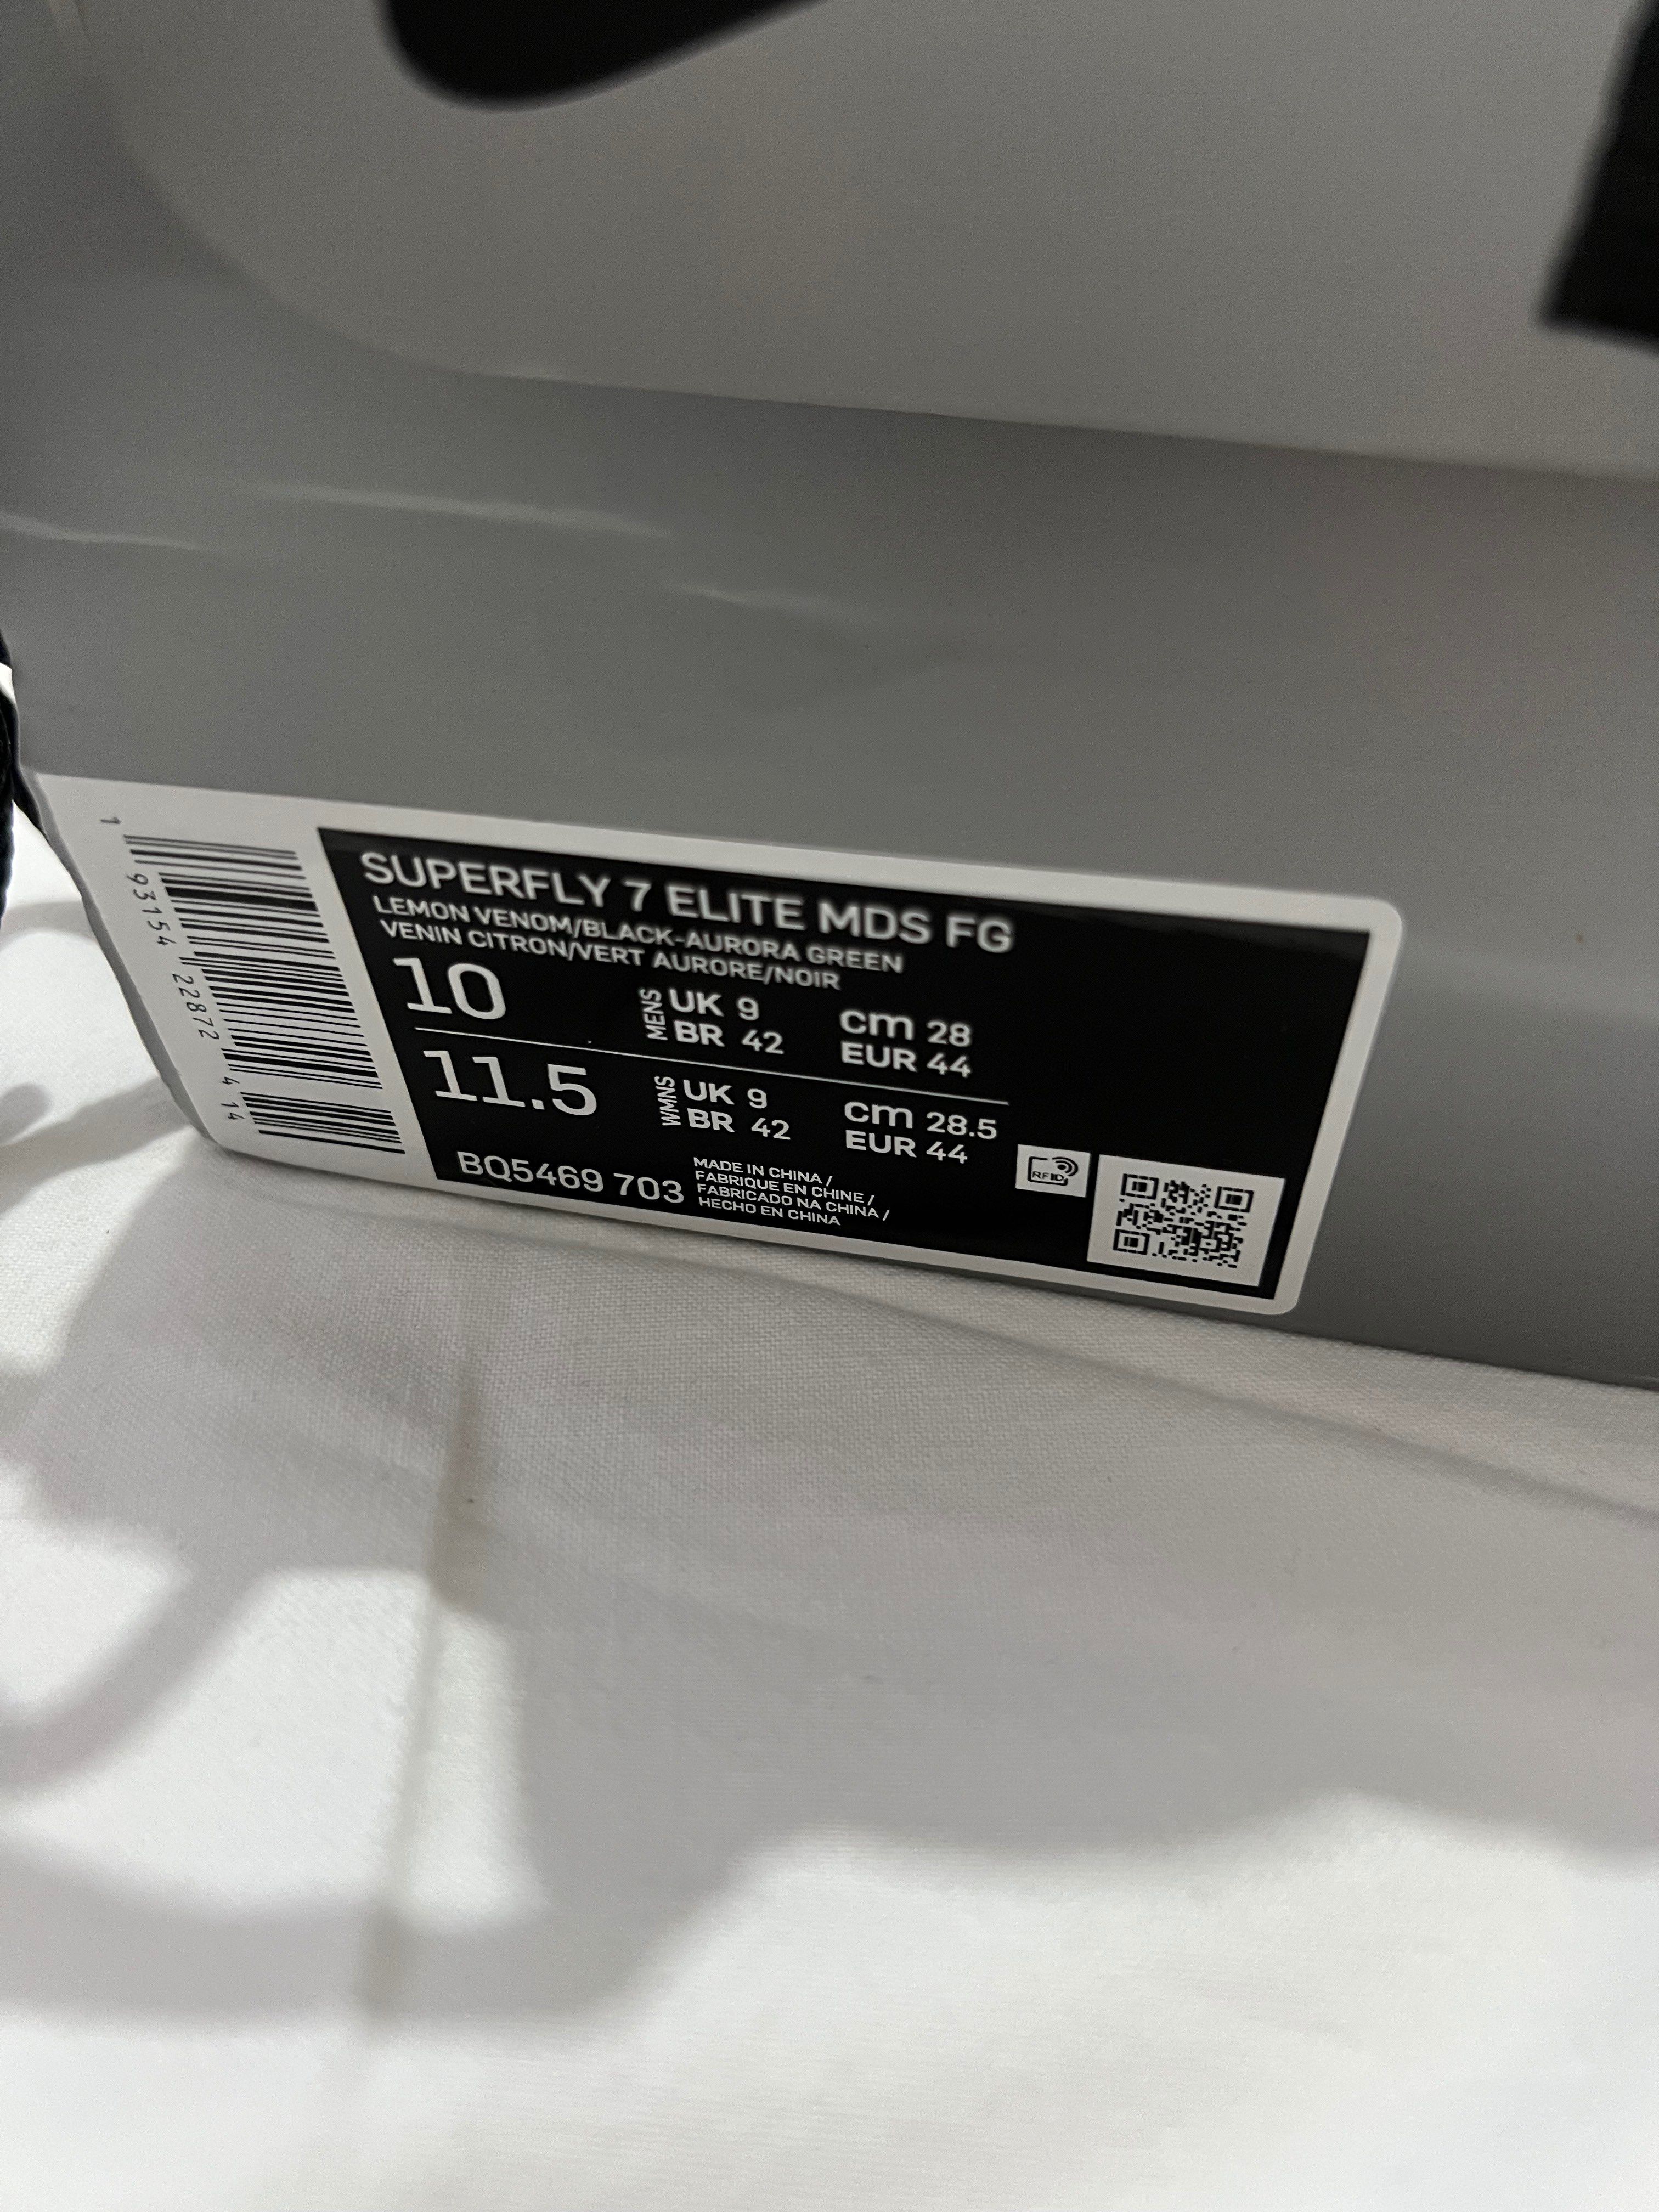 SUPERFLY 7 ELITE MDS FG
LEMON VENOM/BLACK-AURORA GREEN
VENIN CITRON/VERT AURORE/NOIR
10
MENS
UK 9
BR 42
cm 28
EUR 44
11.5
WMNS
UK 9
BR 42
cm 28.5
EUR 44
BQ5469 703
MADE IN CHINA /
FABRIQUE EN CHINE /
FABRICADO NA CHINA /
HECHO EN CHINA
RFID
1 93154 22872 4 14